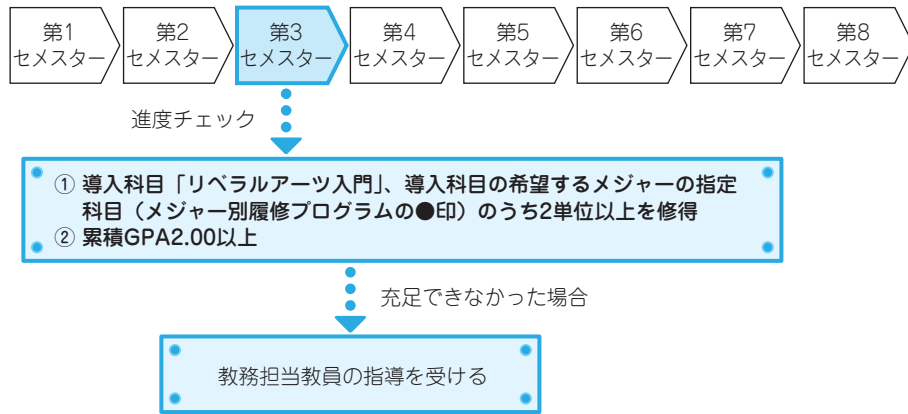 第1
セメスター
第2
セメスター
第3
セメスター
第4
セメスター
第5
セメスター
第6
セメスター
第7
セメスター
第8
セメスター
進度チェック
① 導入科目「リベラルアーツ入門」、導入科目の希望するメジャーの指定
科目（メジャー別履修プログラムの●印）のうち2単位以上を修得
② 累積GPA2.00以上
充足できなかった場合
教務担当教員の指導を受ける